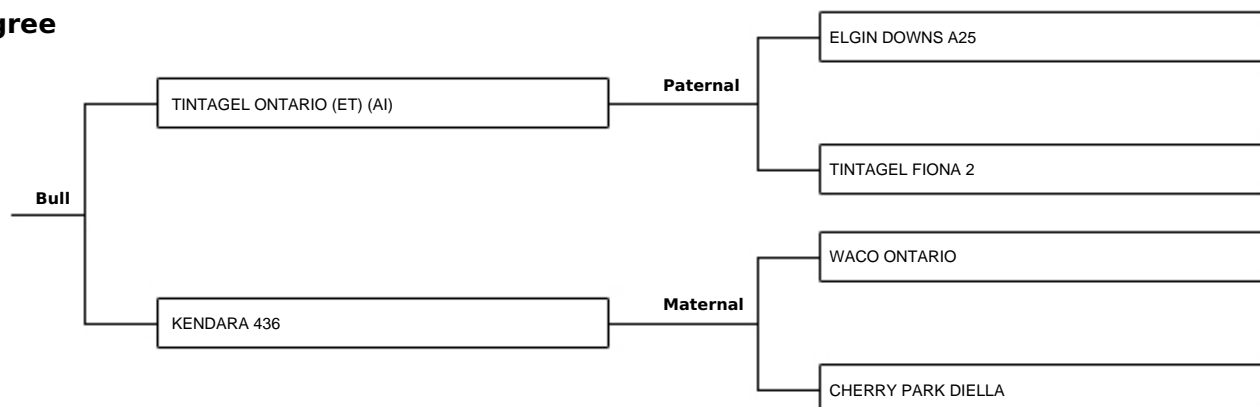 gree
ELGIN DOWNS A25
Paternal
TINTAGEL ONTARIO (ET) (AI)
TINTAGEL FIONA 2
Bull
WACO ONTARIO
Maternal
KENDARA 436
CHERRY PARK DIELLA